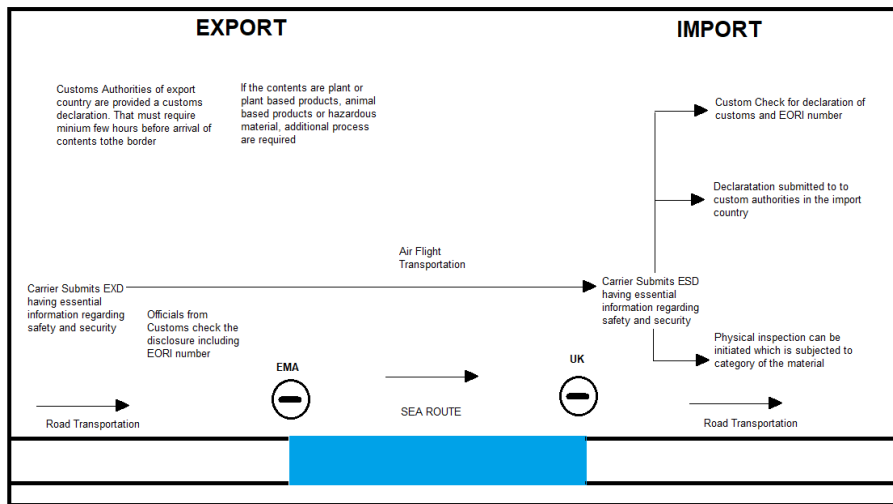 EXPORT
IMPORT
Customs Authorities of export
country are provided a customs
declaration. That must require
minium few hours before arrival of
contents tothe border
If the contents are plant or
plant based products, animal
based products or hazardous
material, additional process
are required
Custom Check for declaration of
customs and EORI number
Declaratation submitted to to
custom authorities in the import
country
Air Flight
Transportation
Carrier Submits EXD
having essential
information regarding
safety and security
Officials from
Customs check the
disclosure including
EORI number
Carrier Submits ESD
having essential
information regarding
safety and security
Physical inspection can be
initiated which is subjected to
category of the material
EMA
UK
SEA ROUTE
Road Transportation
Road Transportation